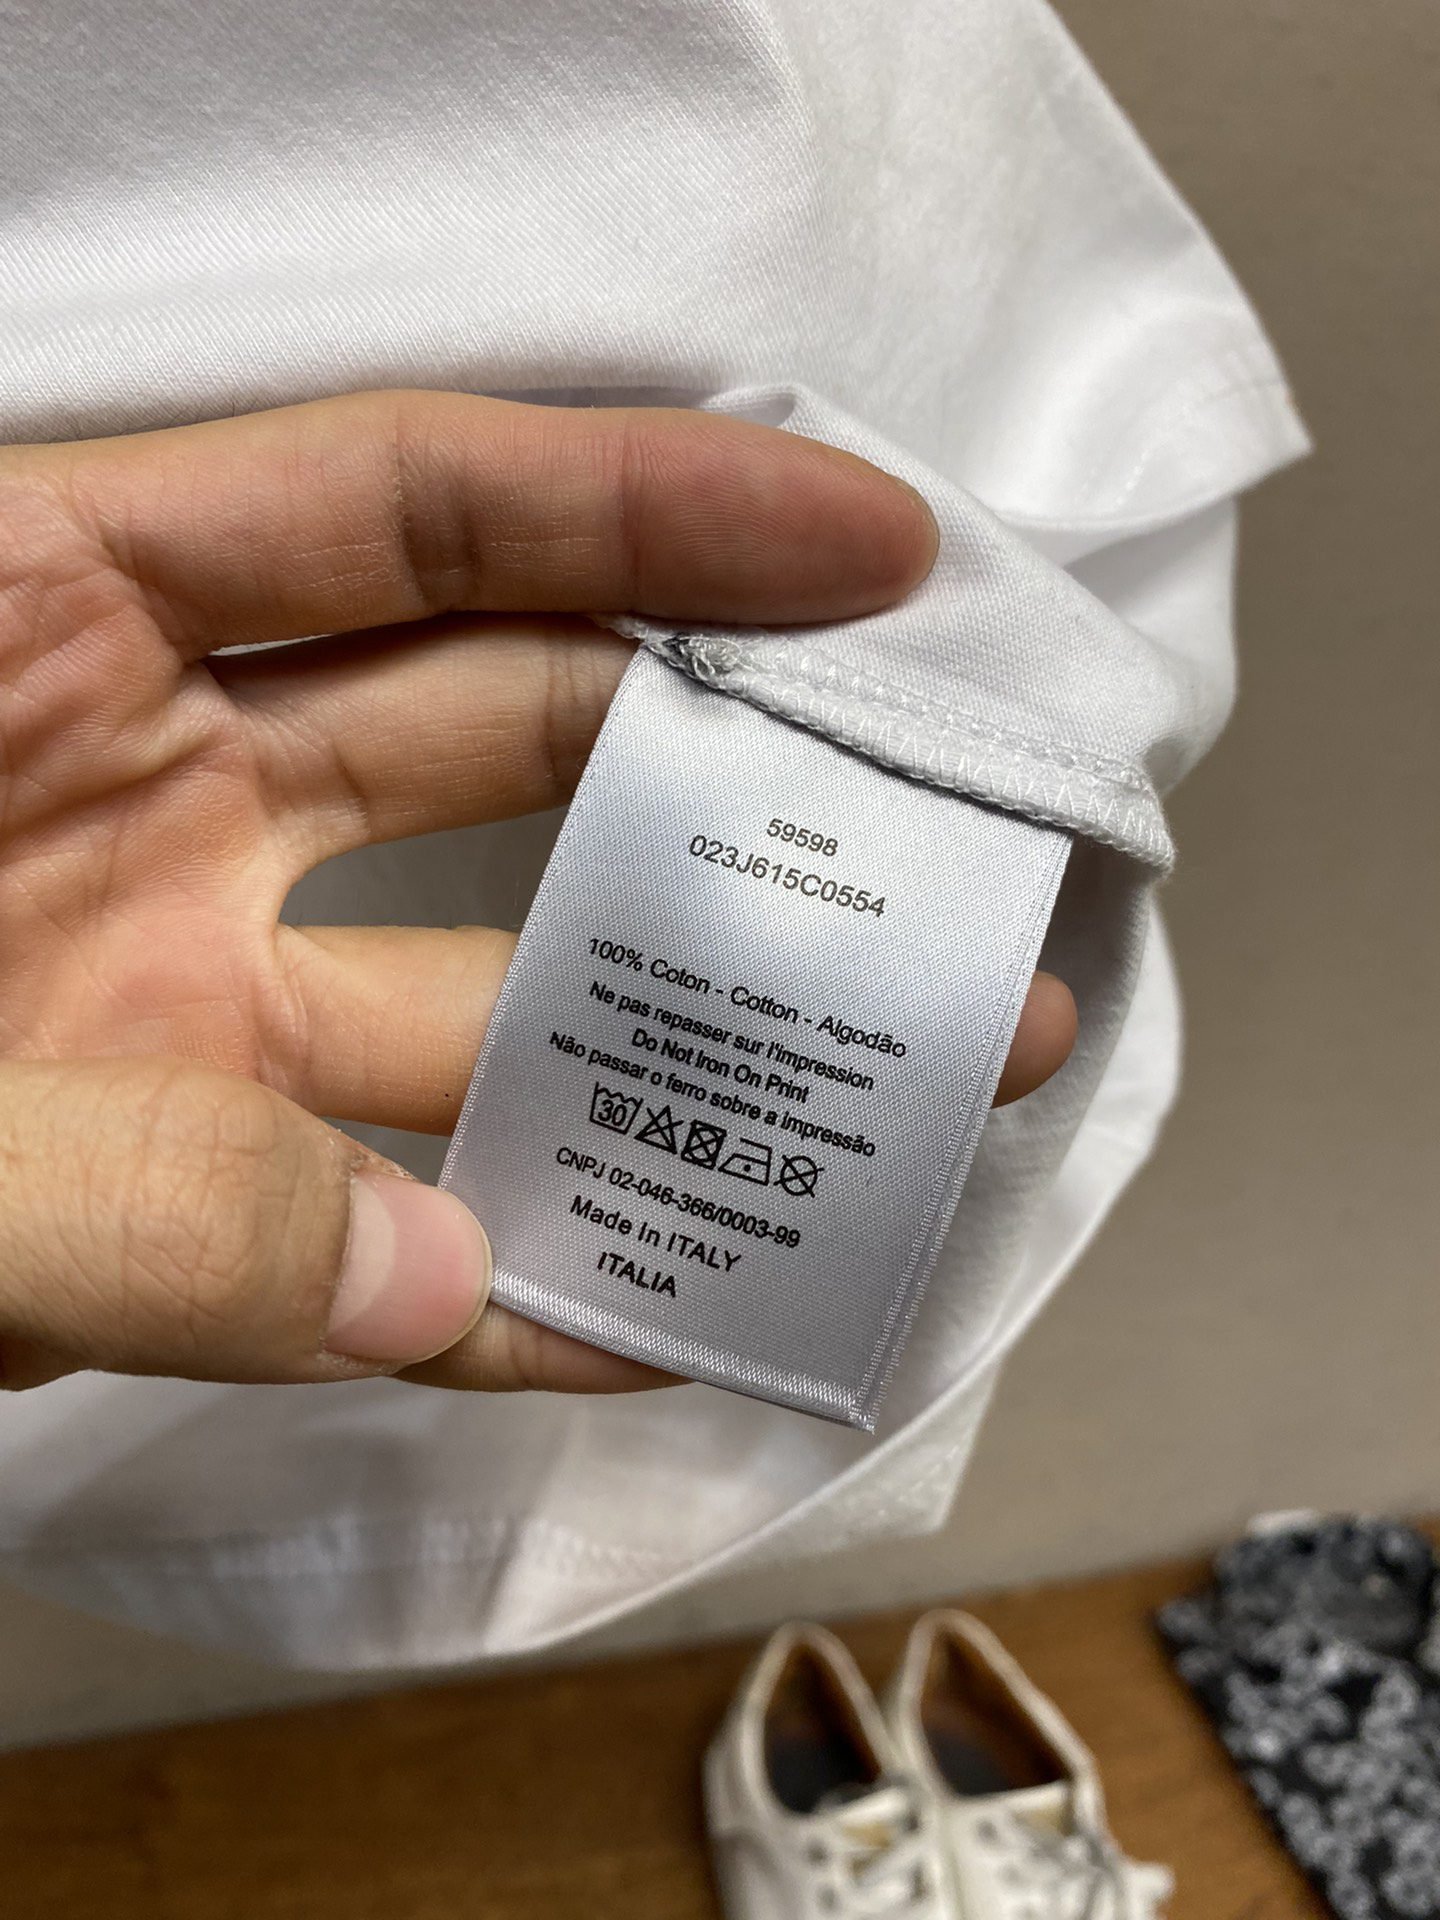 59598
023J615C0554
100% Coton - Cotton - Algodão
Ne pas repasser sur l'impression
Do Not Iron On Print
Não passar o ferro sobre a impressão
30
CNPJ 02-046-366/0003-99
Made In ITALY
ITALIA